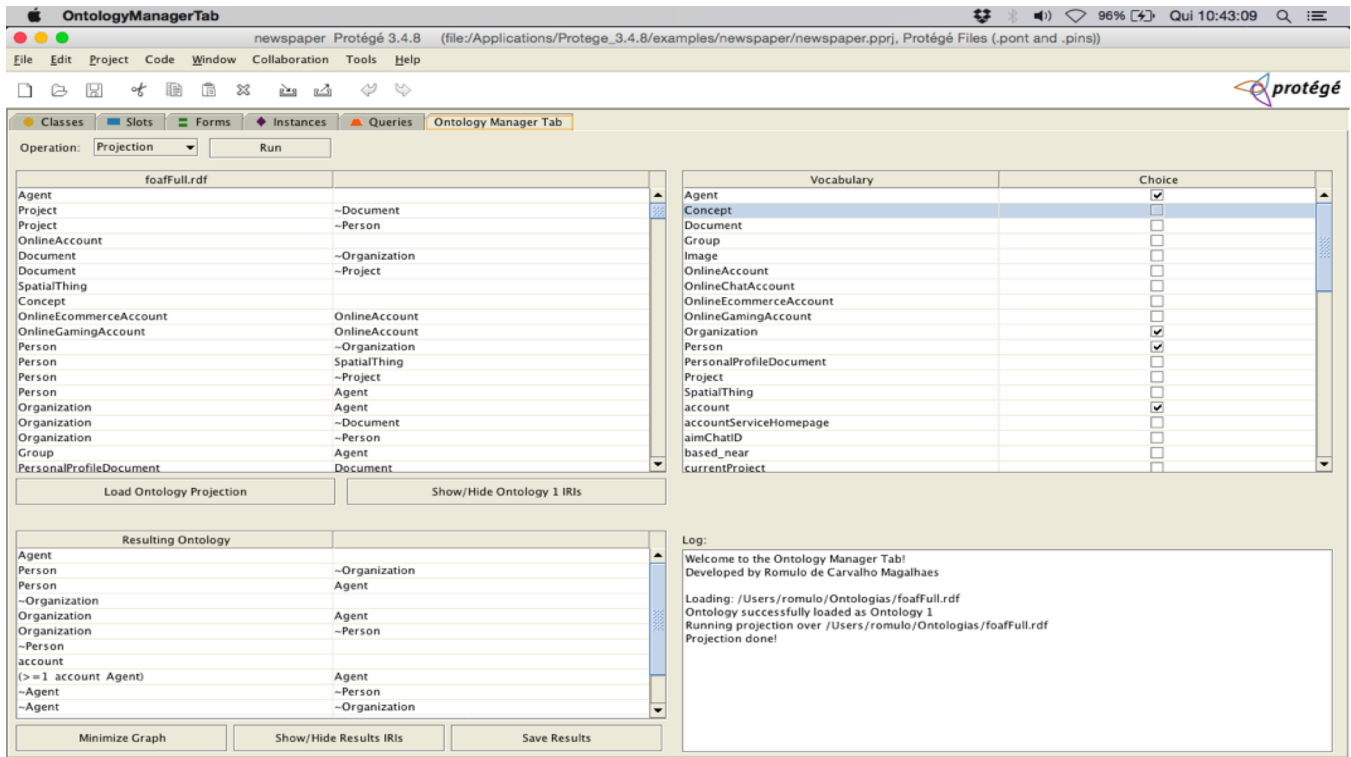 OntologyManagerTab 96% Qui 10:43:09
newspaper Protégé 3.4.8 (file:/Applications/Protege_3.4.8/examples/newspaper/newspaper.pprj, Protégé Files (.pont and .pins))
File Edit Project Code Window Collaboration Tools Help
protégé
Classes Slots Forms Instances Queries Ontology Manager Tab
Operation: Projection Run
foafFull.rdf
Agent
Project ~Document
Project ~Person
OnlineAccount
Document ~Organization
Document ~Project
SpatialThing
Concept
OnlineEcommerceAccount OnlineAccount
OnlineGamingAccount OnlineAccount
Person ~Organization
Person SpatialThing
Person ~Project
Person Agent
Organization Agent
Organization ~Document
Organization ~Person
Group Agent
PersonalProfileDocument Document
Load Ontology Projection Show/Hide Ontology 1 IRIs
Vocabulary Choice
Agent
Concept
Document
Group
Image
OnlineAccount
OnlineChatAccount
OnlineEcommerceAccount
OnlineGamingAccount
Organization
Person
PersonalProfileDocument
Project
SpatialThing
account
accountServiceHomepage
aimChatID
based_near
currentProject
Resulting Ontology
Agent
Person ~Organization
Person Agent
~Organization
Organization Agent
Organization ~Person
~Person
account
(>=1 account Agent) Agent
~Agent ~Person
~Agent ~Organization
Minimize Graph Show/Hide Results IRIs Save Results
Log:
Welcome to the Ontology Manager Tab!
Developed by Romulo de Carvalho Magalhaes
Loading: /Users/romulo/Ontologias/foafFull.rdf
Ontology successfully loaded as Ontology 1
Running projection over /Users/romulo/Ontologias/foafFull.rdf
Projection done!